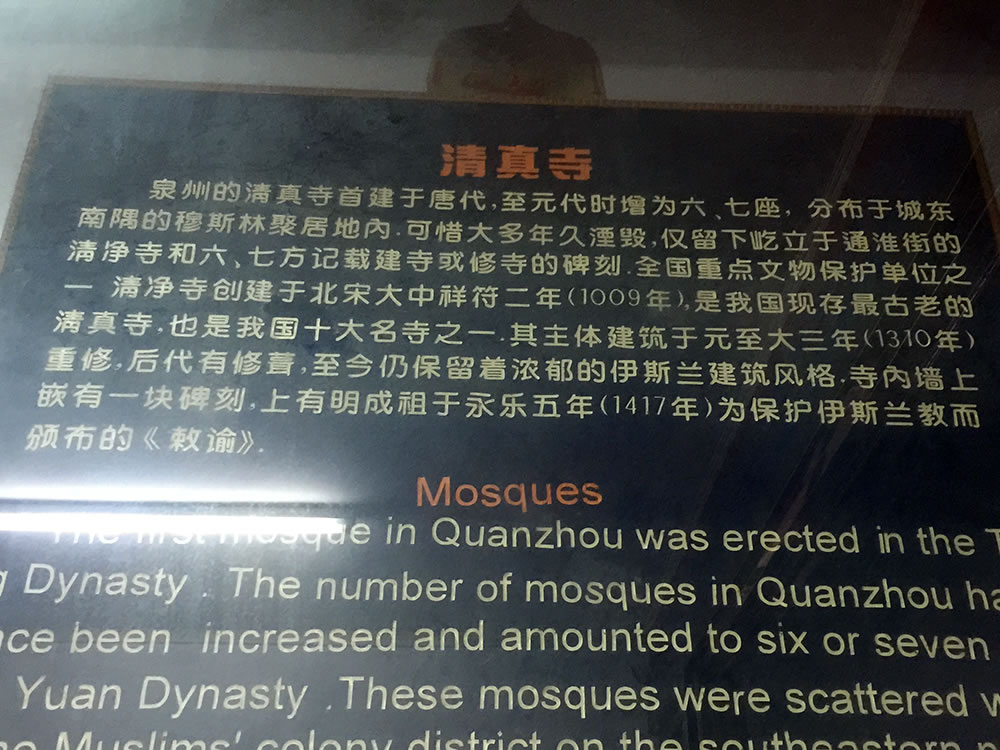 清真寺
泉州的清真寺首建于唐代,至元代时增为六、七座, 分布于城东
南隅的穆斯林聚居地内.可惜大多年久湮毁,仅留下屹立于通淮街的
清净寺和六、七方记载建寺或修寺的碑刻.全国重点文物保护单位之
一 清净寺创建于北宋大中祥符二年(1009年),是我国现存最古老的
清真寺,也是我国十大名寺之一.其主体建筑于元至大三年(1310年)
重修,后代有修葺,至今仍保留着浓郁的伊斯兰建筑风格.寺内墙上
嵌有一块碑刻,上有明成祖于永乐五年(1417年)为保护伊斯兰教而
颁布的《敕谕》.
Mosques
The first mosque in Quanzhou was erected in the T
g Dynasty . The number of mosques in Quanzhou ha
nce been increased and amounted to six or seven
Yuan Dynasty .These mosques were scattered w
Muslims' colony district on the southeastern